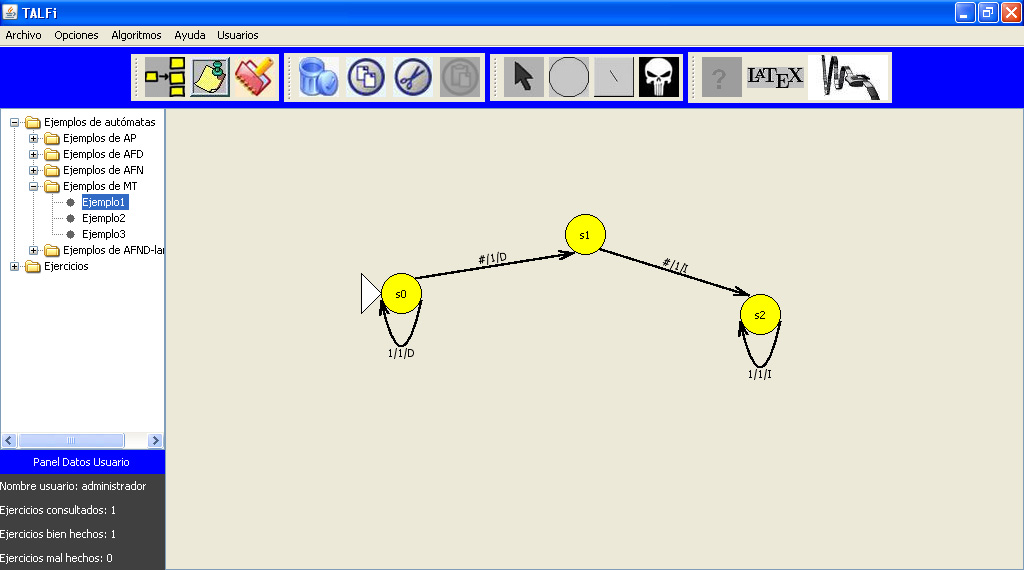 TALFi
Archivo Opciones Algoritmos Ayuda Usuarios
? LATEX
Ejemplos de autómatas
Ejemplos de AP
Ejemplos de AFD
Ejemplos de AFN
Ejemplos de MT
Ejemplo1
Ejemplo2
Ejemplo3
Ejemplos de AFND-lar
Ejercicios
Panel Datos Usuario
Nombre usuario: administrador
Ejercicios consultados: 1
Ejercicios bien hechos: 1
Ejercicios mal hechos: 0
s1
#/1/D
#/1/I
s0
s2
1/1/D
1/1/I